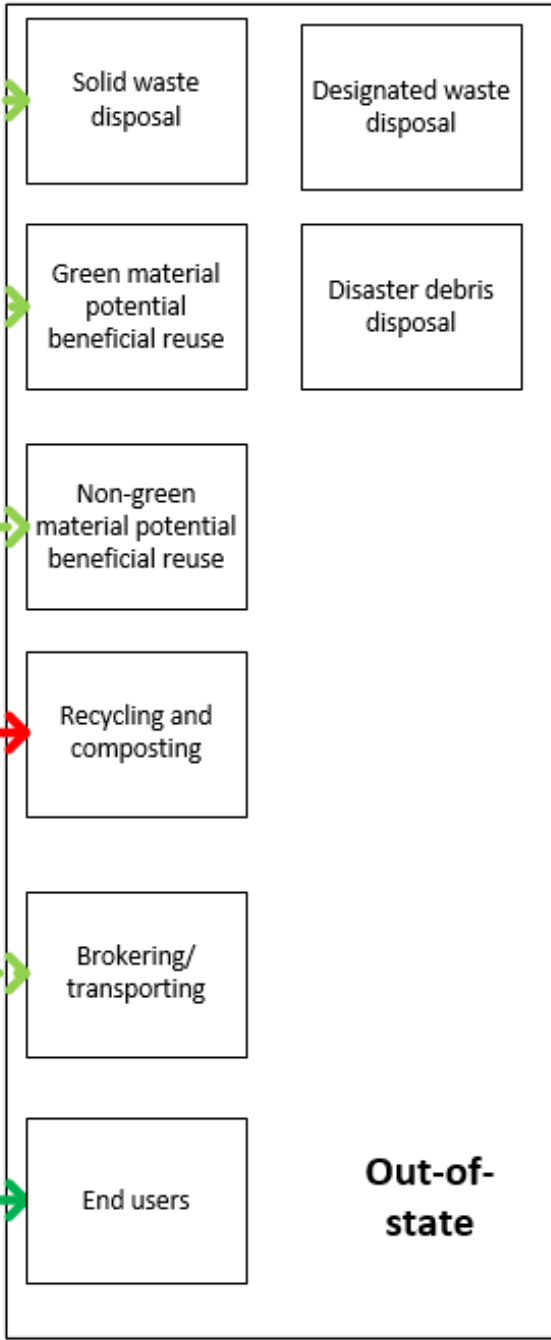 Solid waste
disposal
Designated waste
disposal
Green material
potential
beneficial reuse
Disaster debris
disposal
Non-green
material potential
beneficial reuse
Recycling and
composting
Brokering/
transporting
End users
Out-of-
state